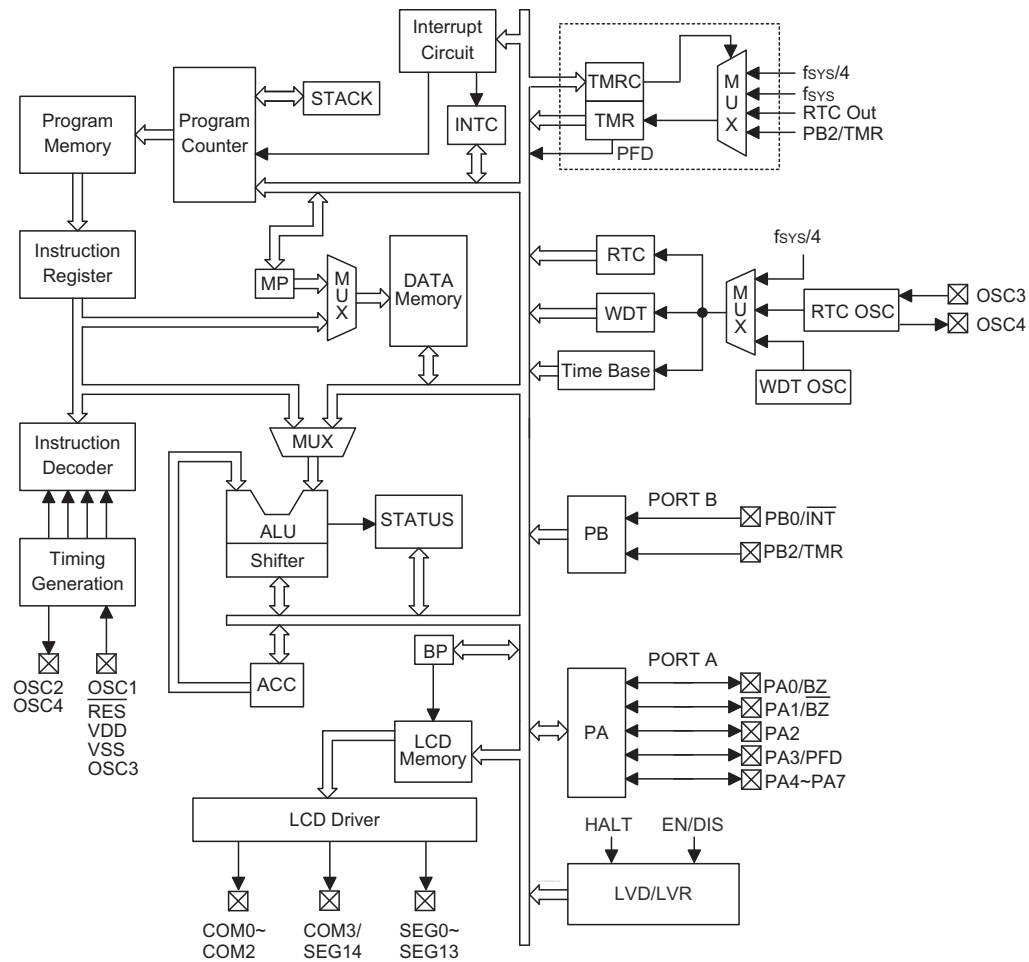 Interrupt
Circuit
TMRC
TMR
PFD
MUX
fSYS/4
fSYS
RTC Out
PB2/TMR
STACK
Program
Memory
Program
Counter
INTC
Instruction
Register
MP
MUX
DATA
Memory
RTC
WDT
Time Base
fSYS/4
MUX
RTC OSC
OSC3
OSC4
WDT OSC
Instruction
Decoder
MUX
ALU
Shifter
STATUS
PORT B
PB
PB0/INT
PB2/TMR
Timing
Generation
OSC2
OSC4
OSC1
RES
VDD
VSS
OSC3
ACC
BP
PORT A
PA
PA0/BZ
PA1/BZ
PA2
PA3/PFD
PA4~PA7
LCD
Memory
LCD Driver
HALT
EN/DIS
LVD/LVR
COM0~
COM2
COM3/
SEG14
SEG0~
SEG13